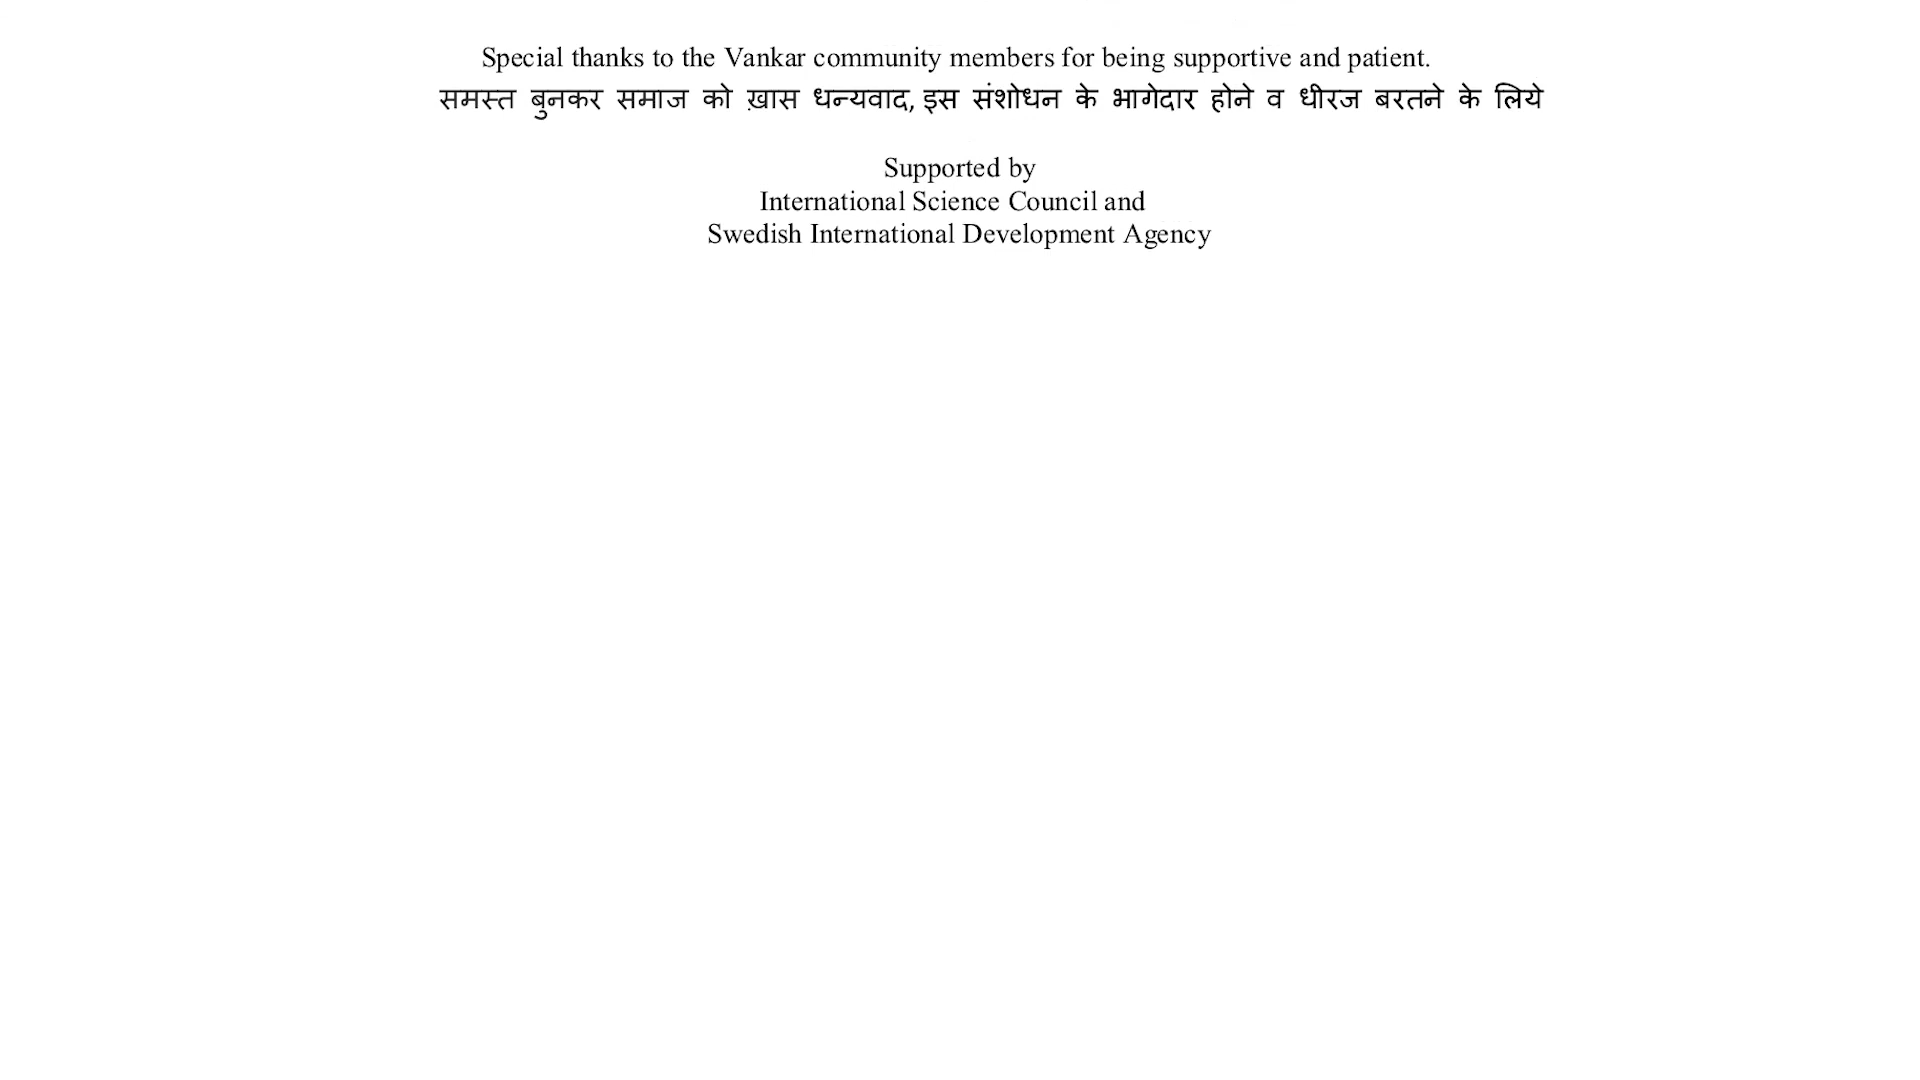 Special thanks to the Vankar community members for being supportive and patient.
समस्त बुनकर समाज को ख़ास धन्यवाद, इस संशोधन के भागेदार होने व धीरज बरतने के लिये
Supported by
International Science Council and
Swedish International Development Agency